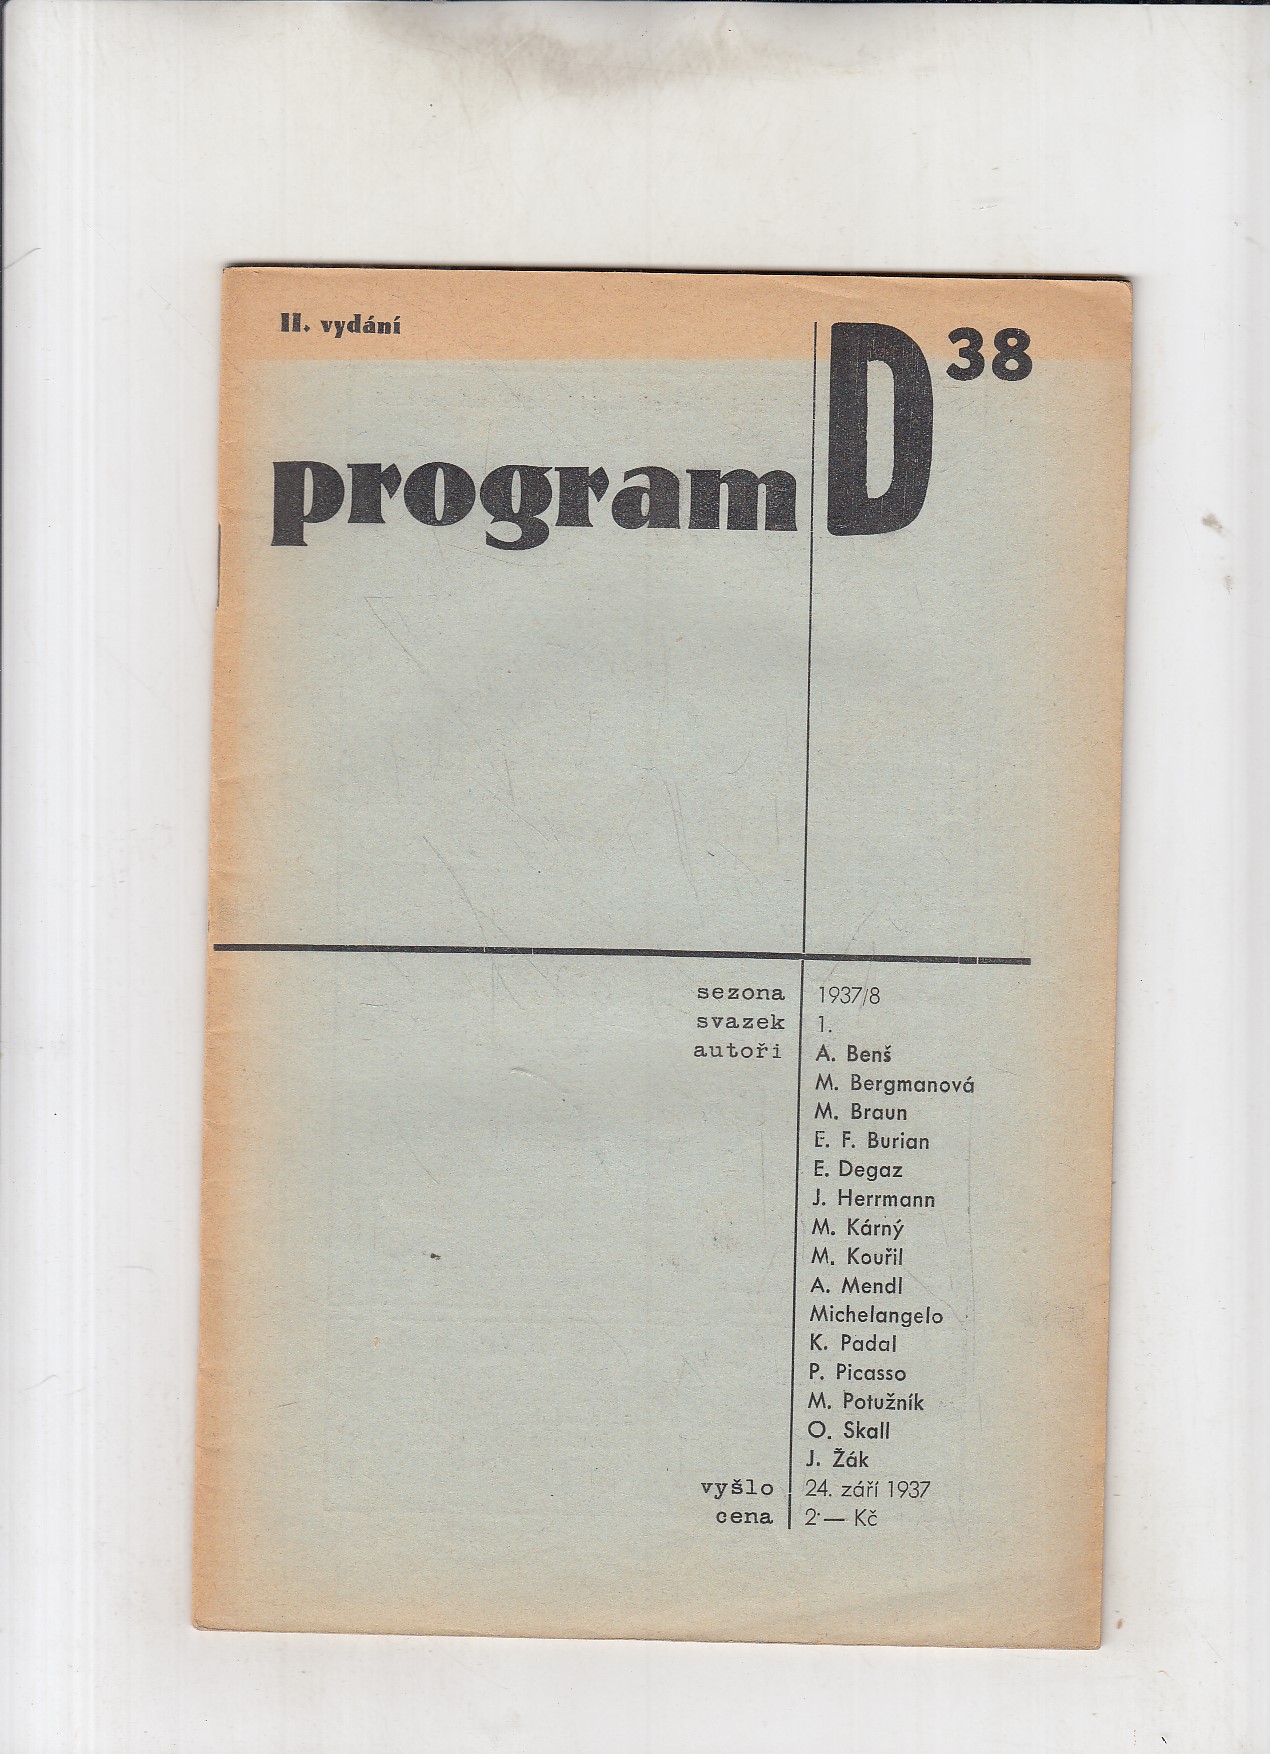 II. vydání
program D 38
sezona 1937/8
svazek 1.
autoři A. Benš
M. Bergmanová
M. Braun
E. F. Burian
E. Degaz
J. Herrmann
M. Kárný
M. Kouřil
A. Mendl
Michelangelo
K. Padal
P. Picasso
M. Potužník
O. Skall
J. Žák
vyšlo 24. září 1937
cena 2·— Kč